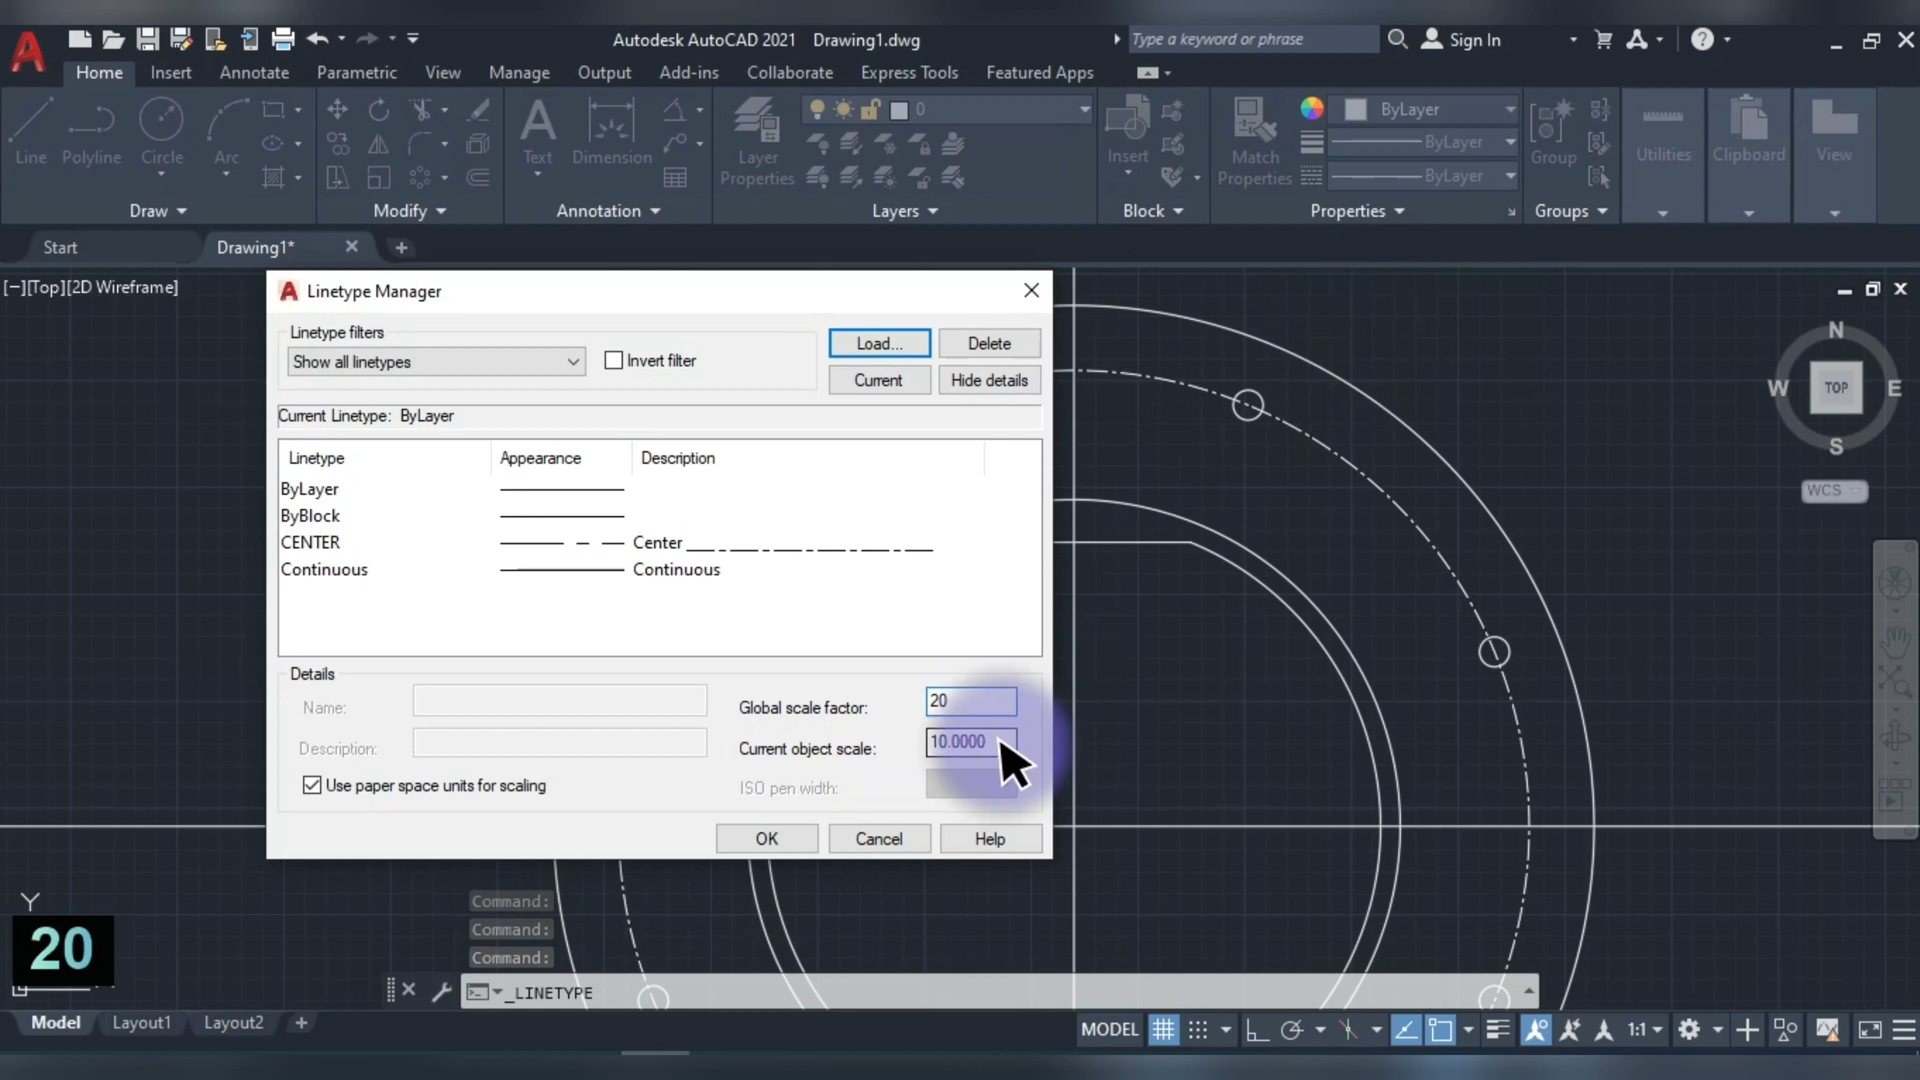 Autodesk AutoCAD 2021 Drawing1.dwg
Type a keyword or phrase
Sign In
Home Insert Annotate Parametric View Manage Output Add-ins Collaborate Express Tools Featured Apps
0
ByLayer
Line Polyline Circle Arc
Text Dimension
Layer Properties
Insert
Match Properties
ByLayer
ByLayer
Group
Utilities
Clipboard
View
Draw Modify Annotation Layers Block Properties Groups
Start Drawing1*
[−][Top][2D Wireframe]
Linetype Manager
Linetype filters
Show all linetypes
Invert filter
Load... Delete
Current Hide details
Current Linetype: ByLayer
Linetype Appearance Description
ByLayer
ByBlock
CENTER Center
Continuous Continuous
Details
Name:
Global scale factor: 20
Description:
Current object scale: 10.0000
Use paper space units for scaling
ISO pen width:
OK Cancel Help
N
W TOP E
S
WCS
Y
20
Command:
Command:
Command:
_LINETYPE
Model Layout1 Layout2
MODEL
1:1